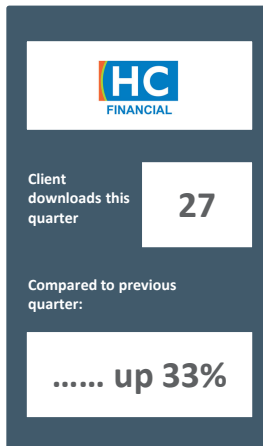 HC
FINANCIAL
Client
downloads this
quarter
27
Compared to previous
quarter:
...... up 33%